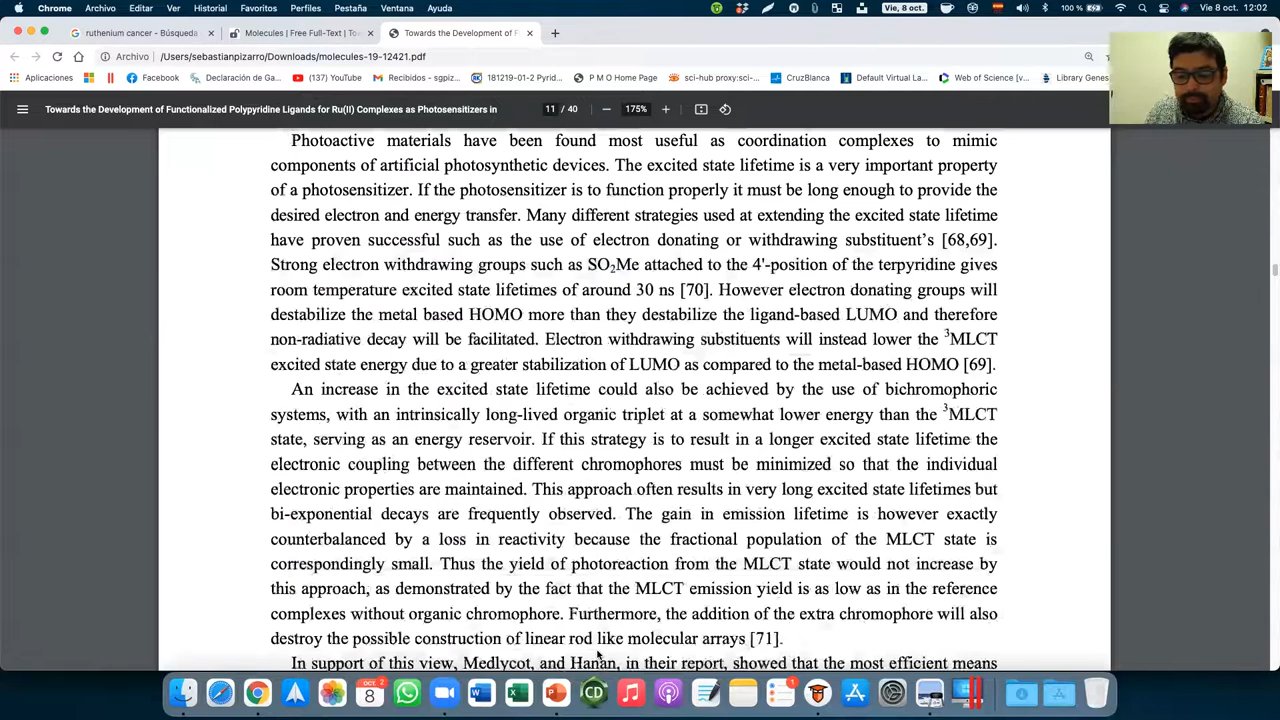 Chrome Archivo Editar Ver Historial Favoritos Perfiles Pestaña Ventana Ayuda Vie, 8 oct. 100 % Vie 8 oct. 12:02
ruthenium cancer - Búsqueda Molecules | Free Full-Text | To Towards the Development of F
Archivo /Users/sebastianpizarro/Downloads/molecules-19-12421.pdf
Aplicaciones Facebook Declaración de Ga... (137) YouTube Recibidos - sgpiz... 181219-01-2 Pyrid... P M O Home Page sci-hub proxy:sci-... CruzBlanca Default Virtual La... Web of Science [v... Library Genes
Towards the Development of Functionalized Polypyridine Ligands for Ru(II) Complexes as Photosensitizers in 11 / 40 175%
Photoactive materials have been found most useful as coordination complexes to mimic
components of artificial photosynthetic devices. The excited state lifetime is a very important property
of a photosensitizer. If the photosensitizer is to function properly it must be long enough to provide the
desired electron and energy transfer. Many different strategies used at extending the excited state lifetime
have proven successful such as the use of electron donating or withdrawing substituent's [68,69].
Strong electron withdrawing groups such as SO₂Me attached to the 4'-position of the terpyridine gives
room temperature excited state lifetimes of around 30 ns [70]. However electron donating groups will
destabilize the metal based HOMO more than they destabilize the ligand-based LUMO and therefore
non-radiative decay will be facilitated. Electron withdrawing substituents will instead lower the ³MLCT
excited state energy due to a greater stabilization of LUMO as compared to the metal-based HOMO [69].
An increase in the excited state lifetime could also be achieved by the use of bichromophoric
systems, with an intrinsically long-lived organic triplet at a somewhat lower energy than the ³MLCT
state, serving as an energy reservoir. If this strategy is to result in a longer excited state lifetime the
electronic coupling between the different chromophores must be minimized so that the individual
electronic properties are maintained. This approach often results in very long excited state lifetimes but
bi-exponential decays are frequently observed. The gain in emission lifetime is however exactly
counterbalanced by a loss in reactivity because the fractional population of the MLCT state is
correspondingly small. Thus the yield of photoreaction from the MLCT state would not increase by
this approach, as demonstrated by the fact that the MLCT emission yield is as low as in the reference
complexes without organic chromophore. Furthermore, the addition of the extra chromophore will also
destroy the possible construction of linear rod like molecular arrays [71].
In support of this view, Medlycot, and Hanan, in their report, showed that the most efficient means
OCT
8
2
CD
1